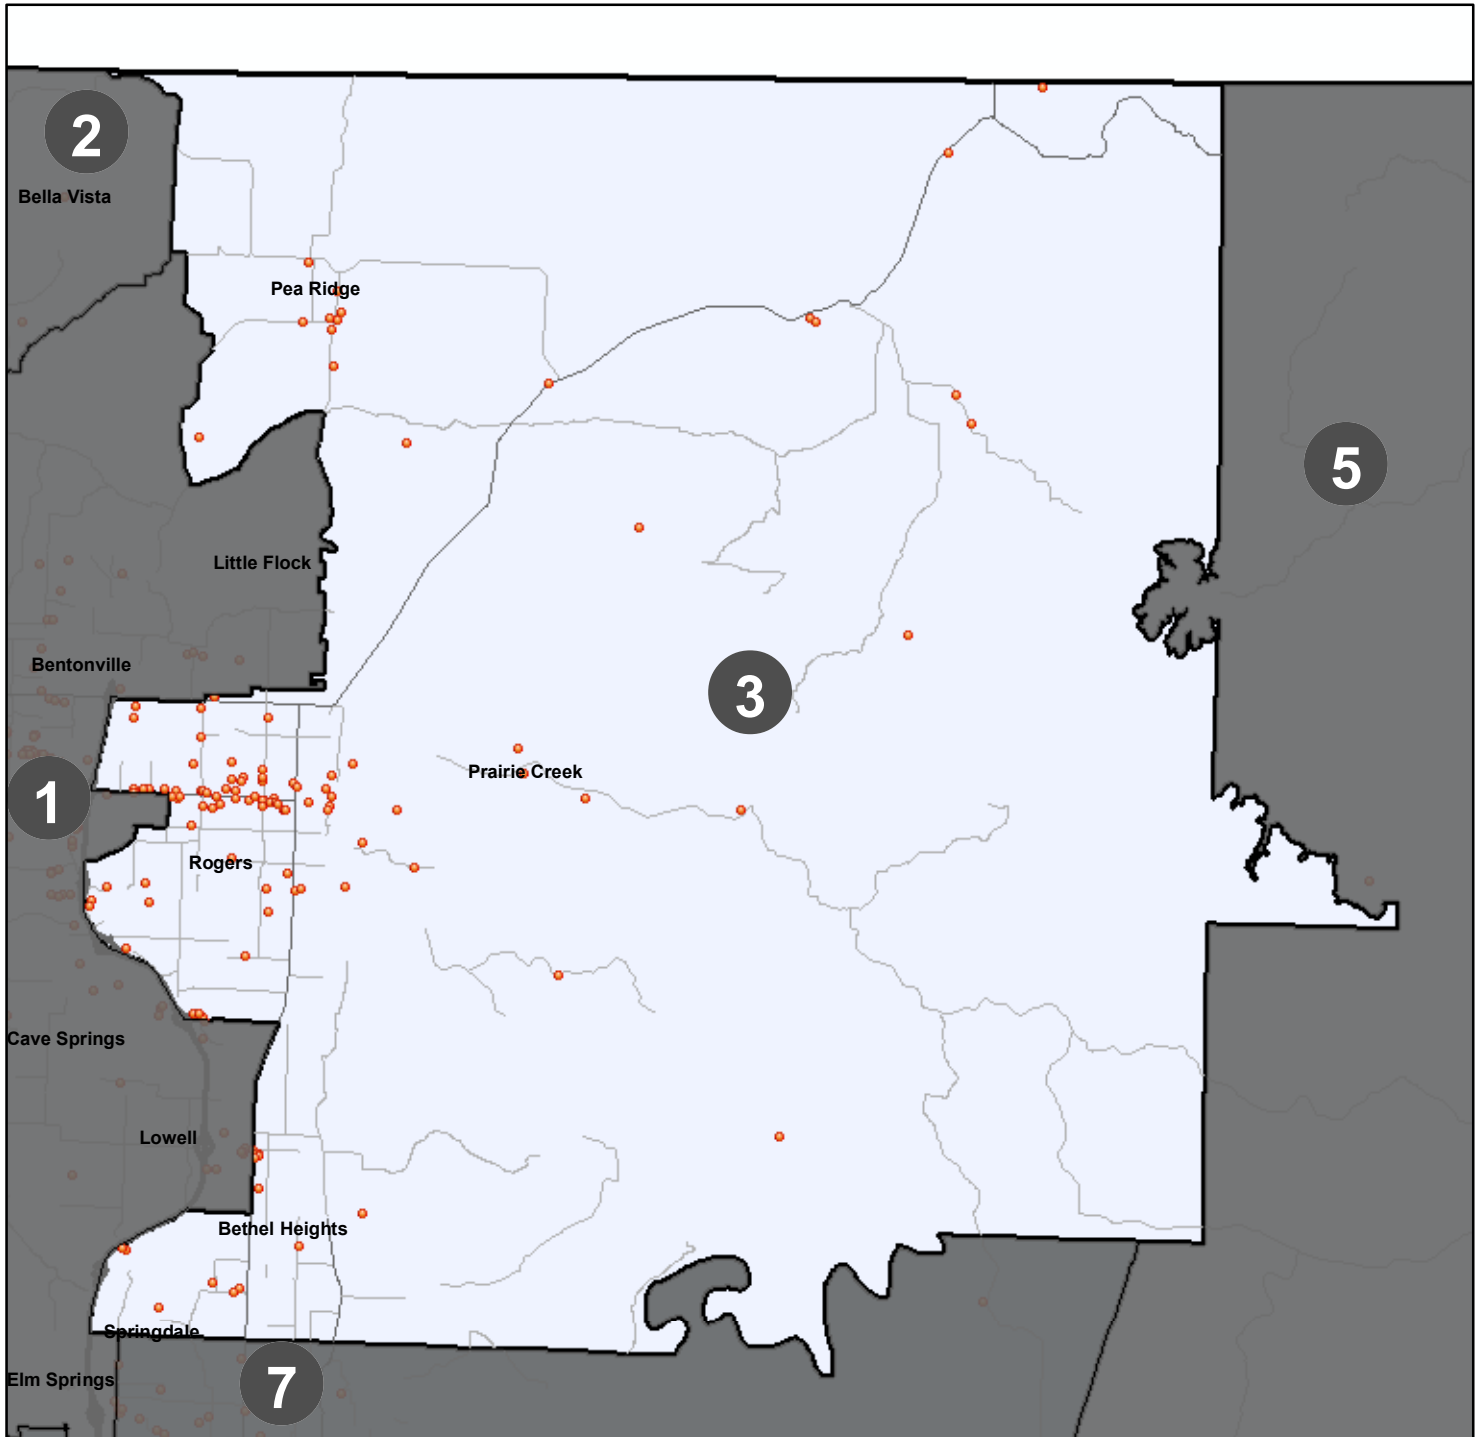 2
Bella Vista
Pea Ridge
5
Little Flock
Bentonville
3
Prairie Creek
1
Rogers
Cave Springs
Lowell
Bethel Heights
Springdale
Elm Springs
7